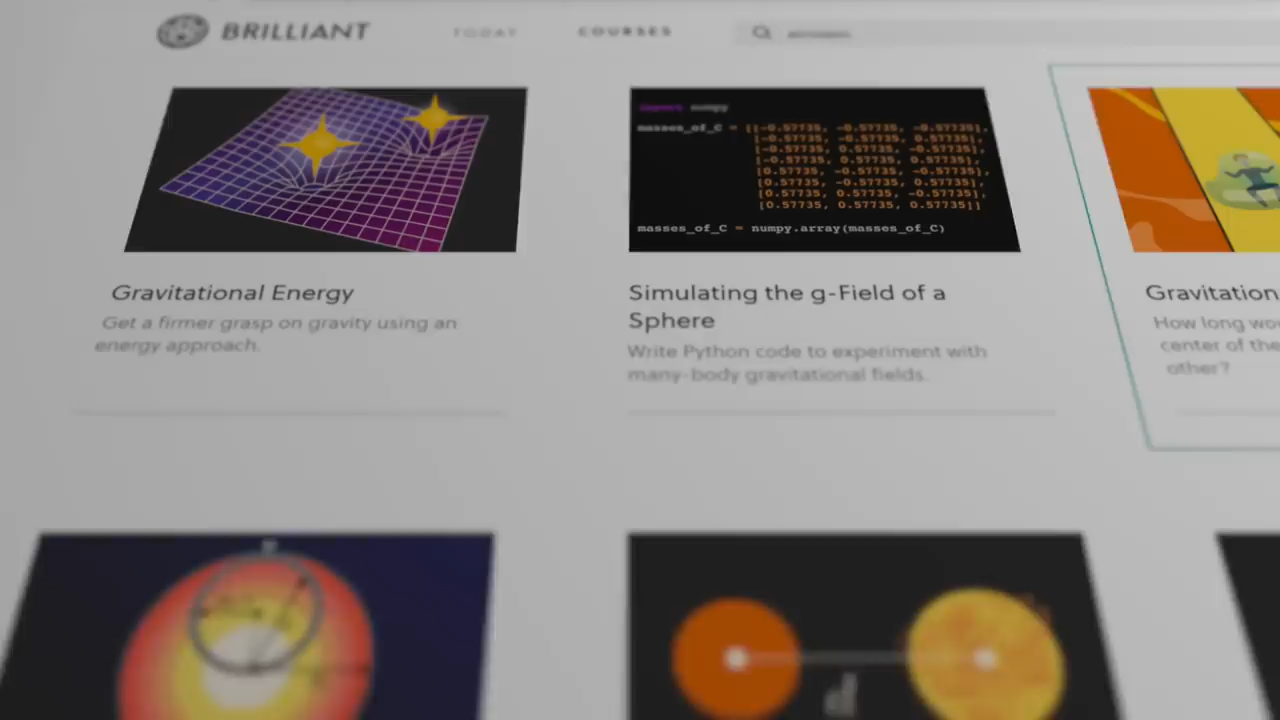 BRILLIANT
TODAY
COURSES
import numpy
masses_of_C = [[-0.57735, -0.57735, -0.57735],
[-0.57735, -0.57735, 0.57735],
[-0.57735, 0.57735, -0.57735],
[-0.57735, 0.57735, 0.57735],
[0.57735, -0.57735, -0.57735],
[0.57735, -0.57735, 0.57735],
[0.57735, 0.57735, -0.57735],
[0.57735, 0.57735, 0.57735]]
masses_of_C = numpy.array(masses_of_C)
Gravitational Energy
Get a firmer grasp on gravity using an
energy approach.
Simulating the g-Field of a
Sphere
Write Python code to experiment with
many-body gravitational fields.
Gravitation
How long wou
center of the
other?
d